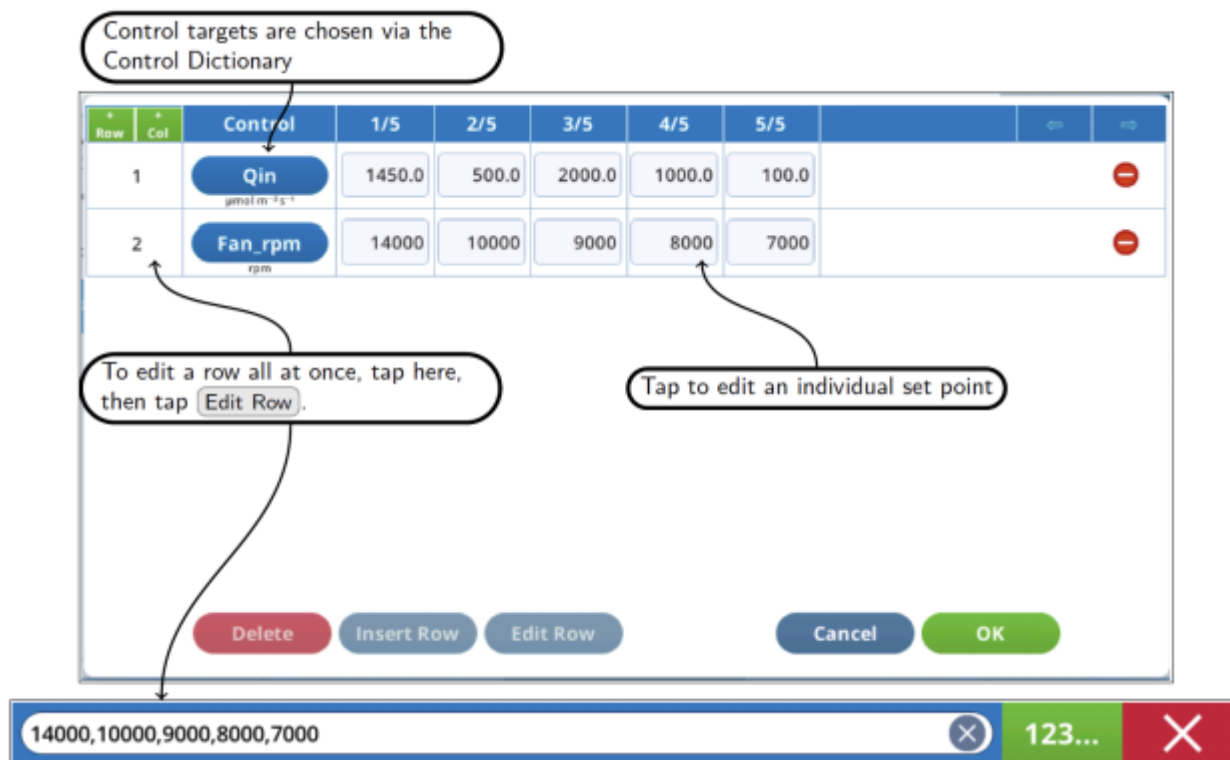 Control targets are chosen via the
Control Dictionary
+ Row + Col Control 1/5 2/5 3/5 4/5 5/5 ⇦ ⇨
1 Qin 1450.0 500.0 2000.0 1000.0 100.0
µmol m⁻² s⁻¹
2 Fan_rpm 14000 10000 9000 8000 7000
rpm
To edit a row all at once, tap here,
then tap Edit Row.
Tap to edit an individual set point
Delete Insert Row Edit Row Cancel OK
14000,10000,9000,8000,7000 123...